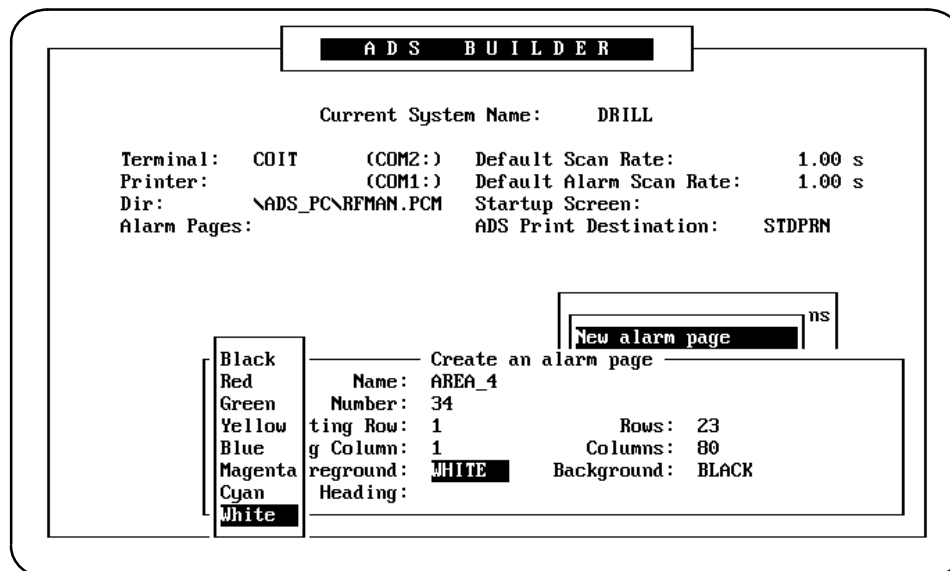 ADS BUILDER
Current System Name: DRILL
Terminal: COIT (COM2:) Default Scan Rate: 1.00 s
Printer: (COM1:) Default Alarm Scan Rate: 1.00 s
Dir: \ADS_PC\RFMAN.PCM Startup Screen:
Alarm Pages: ADS Print Destination: STDPRN
ns
New alarm page
Black Create an alarm page
Red Name: AREA_4
Green Number: 34
Yellow ting Row: 1 Rows: 23
Blue g Column: 1 Columns: 80
Magenta reground: WHITE Background: BLACK
Cyan Heading:
White